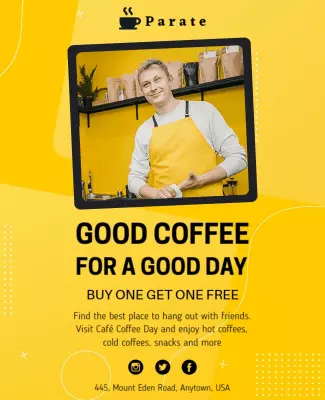 Parate
GOOD COFFEE
FOR A GOOD DAY
BUY ONE GET ONE FREE
Find the best place to hang out with friends.
Visit Café Coffee Day and enjoy hot coffees,
cold coffees, snacks and more
445, Mount Eden Road, Anytown, USA